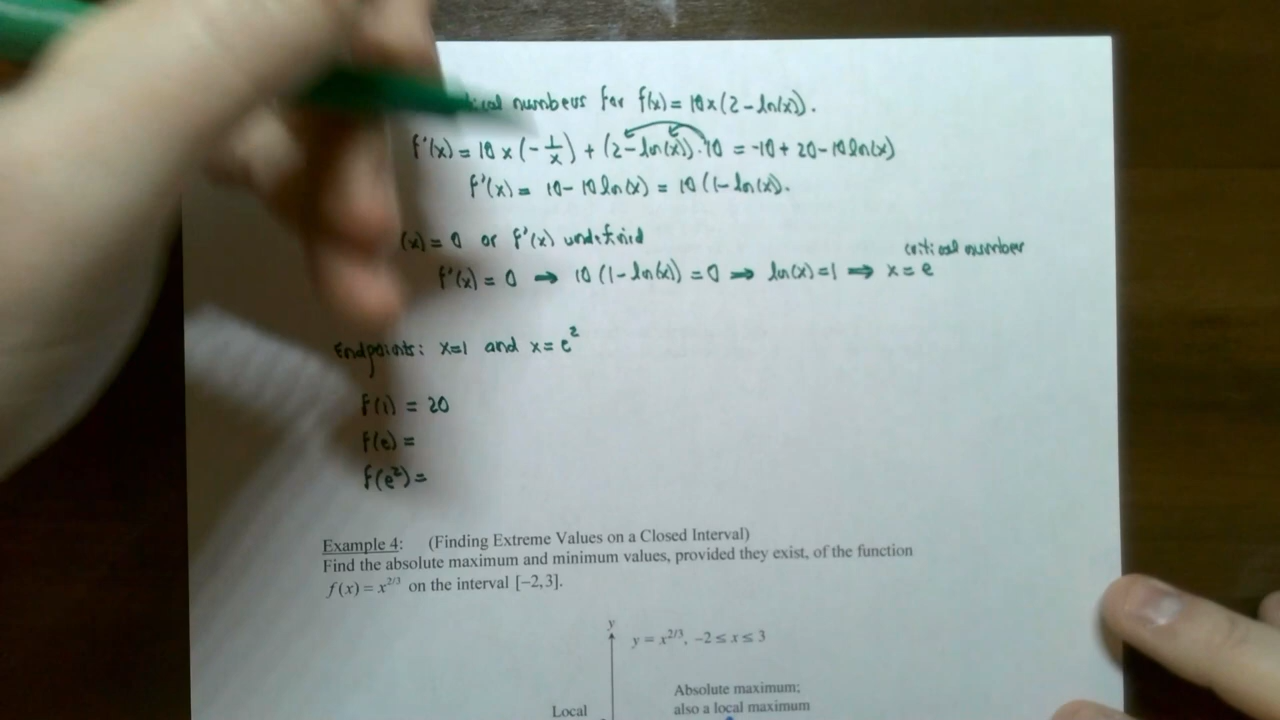 numbers for f(x) = 10x(2-ln(x)).
f'(x) = 10x(-1/x) + (2-ln(x))·10 = -10+20-10ln(x)
f'(x) = 10-10ln(x) = 10(1-ln(x).
(x) = 0 or f'(x) undefined
critical number
f'(x) = 0 ⇒ 10(1-ln(x)) = 0 ⇒ ln(x)=1 ⇒ x=e
Endpoints: x=1 and x=e²
f(1) = 20
f(e) =
f(e²) =
Example 4: (Finding Extreme Values on a Closed Interval)
Find the absolute maximum and minimum values, provided they exist, of the function
f(x) = x^{2/3} on the interval [−2,3].
y
y = x^{2/3}, −2 ≤ x ≤ 3
Absolute maximum;
also a local maximum
Local